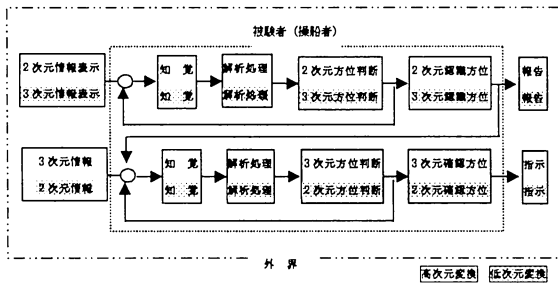 被験者（操船者）
2次元情報表示
3次元情報表示
知覚
知覚
解析処理
解析処理
2次元方位判断
3次元方位判断
2次元認識方位
3次元認識方位
報告
報告
3次元情報
2次元情報
知覚
知覚
解析処理
解析処理
3次元方位判断
2次元方位判断
3次元確認方位
2次元確認方位
指示
指示
外界
高次元変換
低次元変換